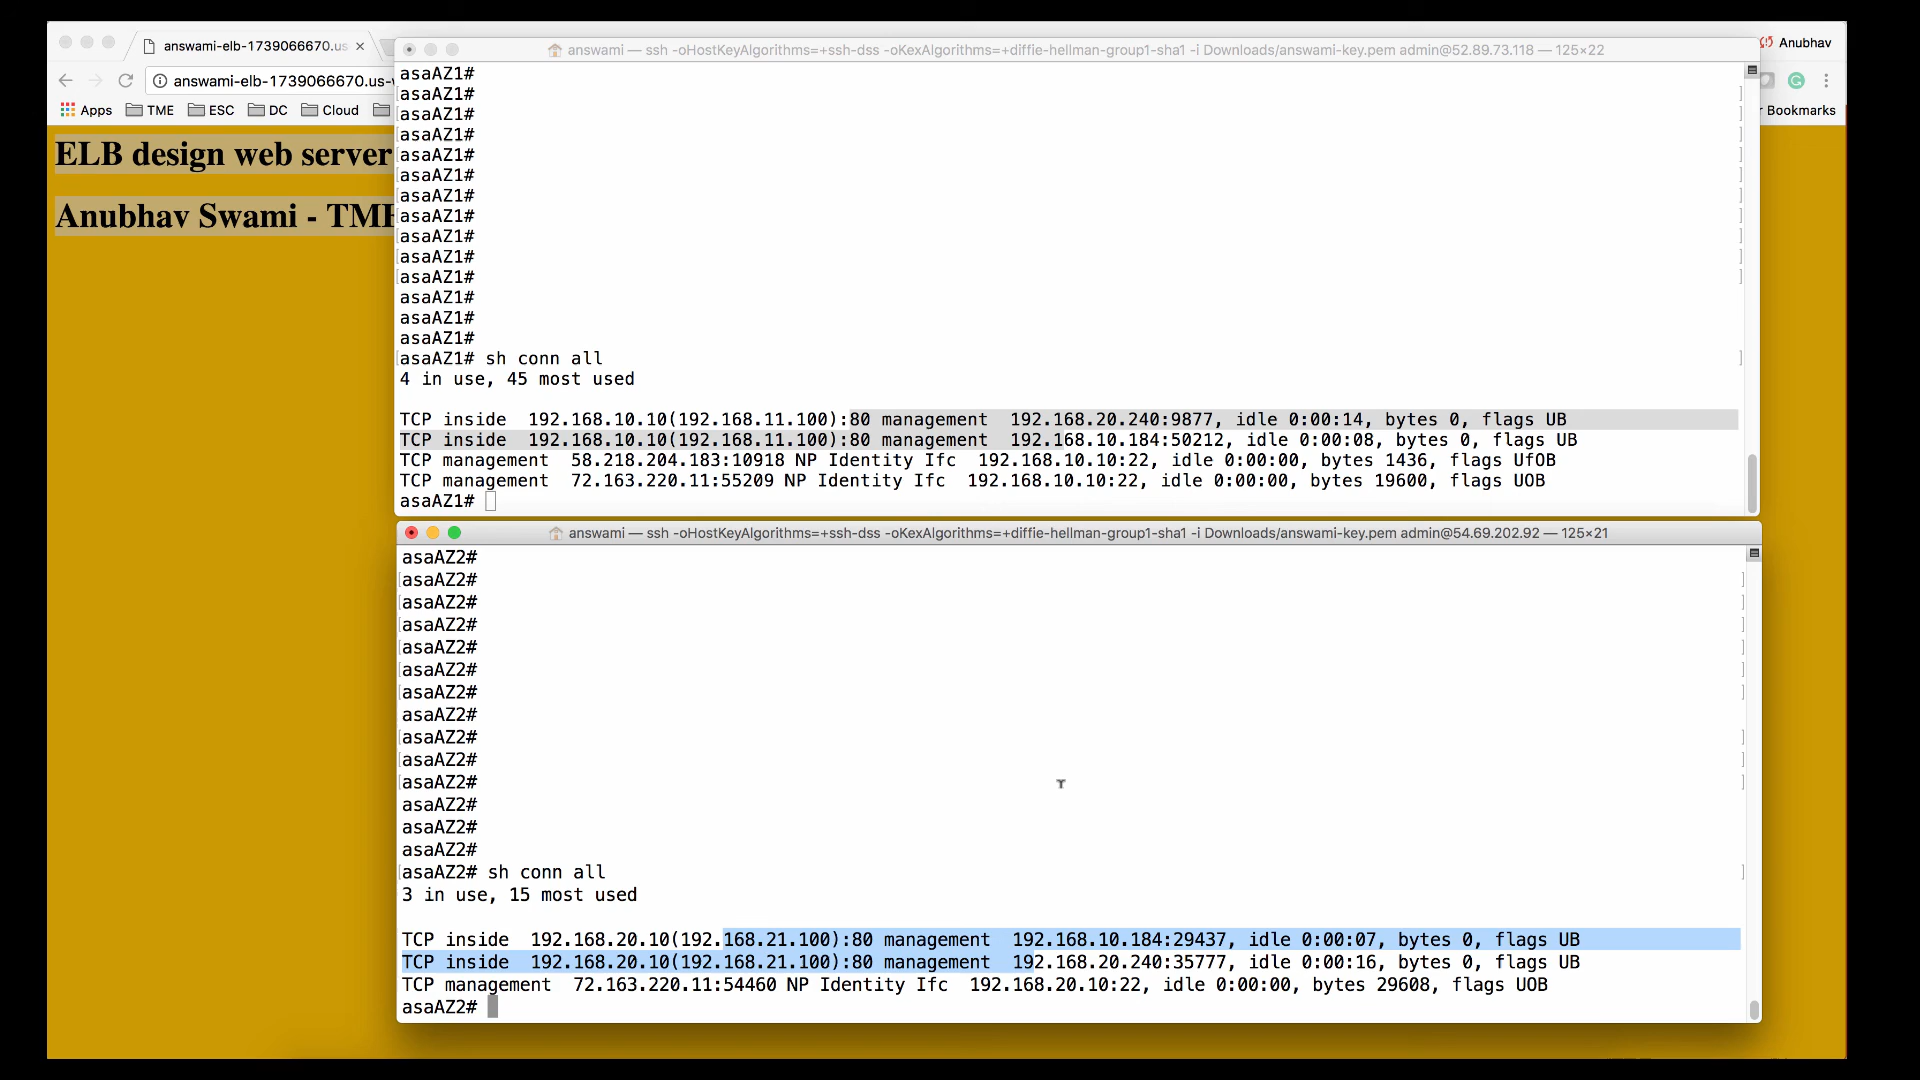 answami-elb-1739066670.us
answami — ssh -oHostKeyAlgorithms=+ssh-dss -oKexAlgorithms=+diffie-hellman-group1-sha1 -i Downloads/answami-key.pem admin@52.89.73.118 — 125×22
Anubhav
answami-elb-1739066670.us-
Apps TME ESC DC Cloud
Bookmarks
ELB design web server
Anubhav Swami - TME
asaAZ1#
asaAZ1#
asaAZ1#
asaAZ1#
asaAZ1#
asaAZ1#
asaAZ1#
asaAZ1#
asaAZ1#
asaAZ1#
asaAZ1#
asaAZ1#
asaAZ1#
asaAZ1#
asaAZ1# sh conn all
4 in use, 45 most used
TCP inside 192.168.10.10(192.168.11.100):80 management 192.168.20.240:9877, idle 0:00:14, bytes 0, flags UB
TCP inside 192.168.10.10(192.168.11.100):80 management 192.168.10.184:50212, idle 0:00:08, bytes 0, flags UB
TCP management 58.218.204.183:10918 NP Identity Ifc 192.168.10.10:22, idle 0:00:00, bytes 1436, flags UfOB
TCP management 72.163.220.11:55209 NP Identity Ifc 192.168.10.10:22, idle 0:00:00, bytes 19600, flags UOB
asaAZ1#
answami — ssh -oHostKeyAlgorithms=+ssh-dss -oKexAlgorithms=+diffie-hellman-group1-sha1 -i Downloads/answami-key.pem admin@54.69.202.92 — 125×21
asaAZ2#
asaAZ2#
asaAZ2#
asaAZ2#
asaAZ2#
asaAZ2#
asaAZ2#
asaAZ2#
asaAZ2#
asaAZ2#
asaAZ2#
asaAZ2#
asaAZ2#
asaAZ2#
asaAZ2# sh conn all
3 in use, 15 most used
TCP inside 192.168.20.10(192.168.21.100):80 management 192.168.10.184:29437, idle 0:00:07, bytes 0, flags UB
TCP inside 192.168.20.10(192.168.21.100):80 management 192.168.20.240:35777, idle 0:00:16, bytes 0, flags UB
TCP management 72.163.220.11:54460 NP Identity Ifc 192.168.20.10:22, idle 0:00:00, bytes 29608, flags UOB
asaAZ2#